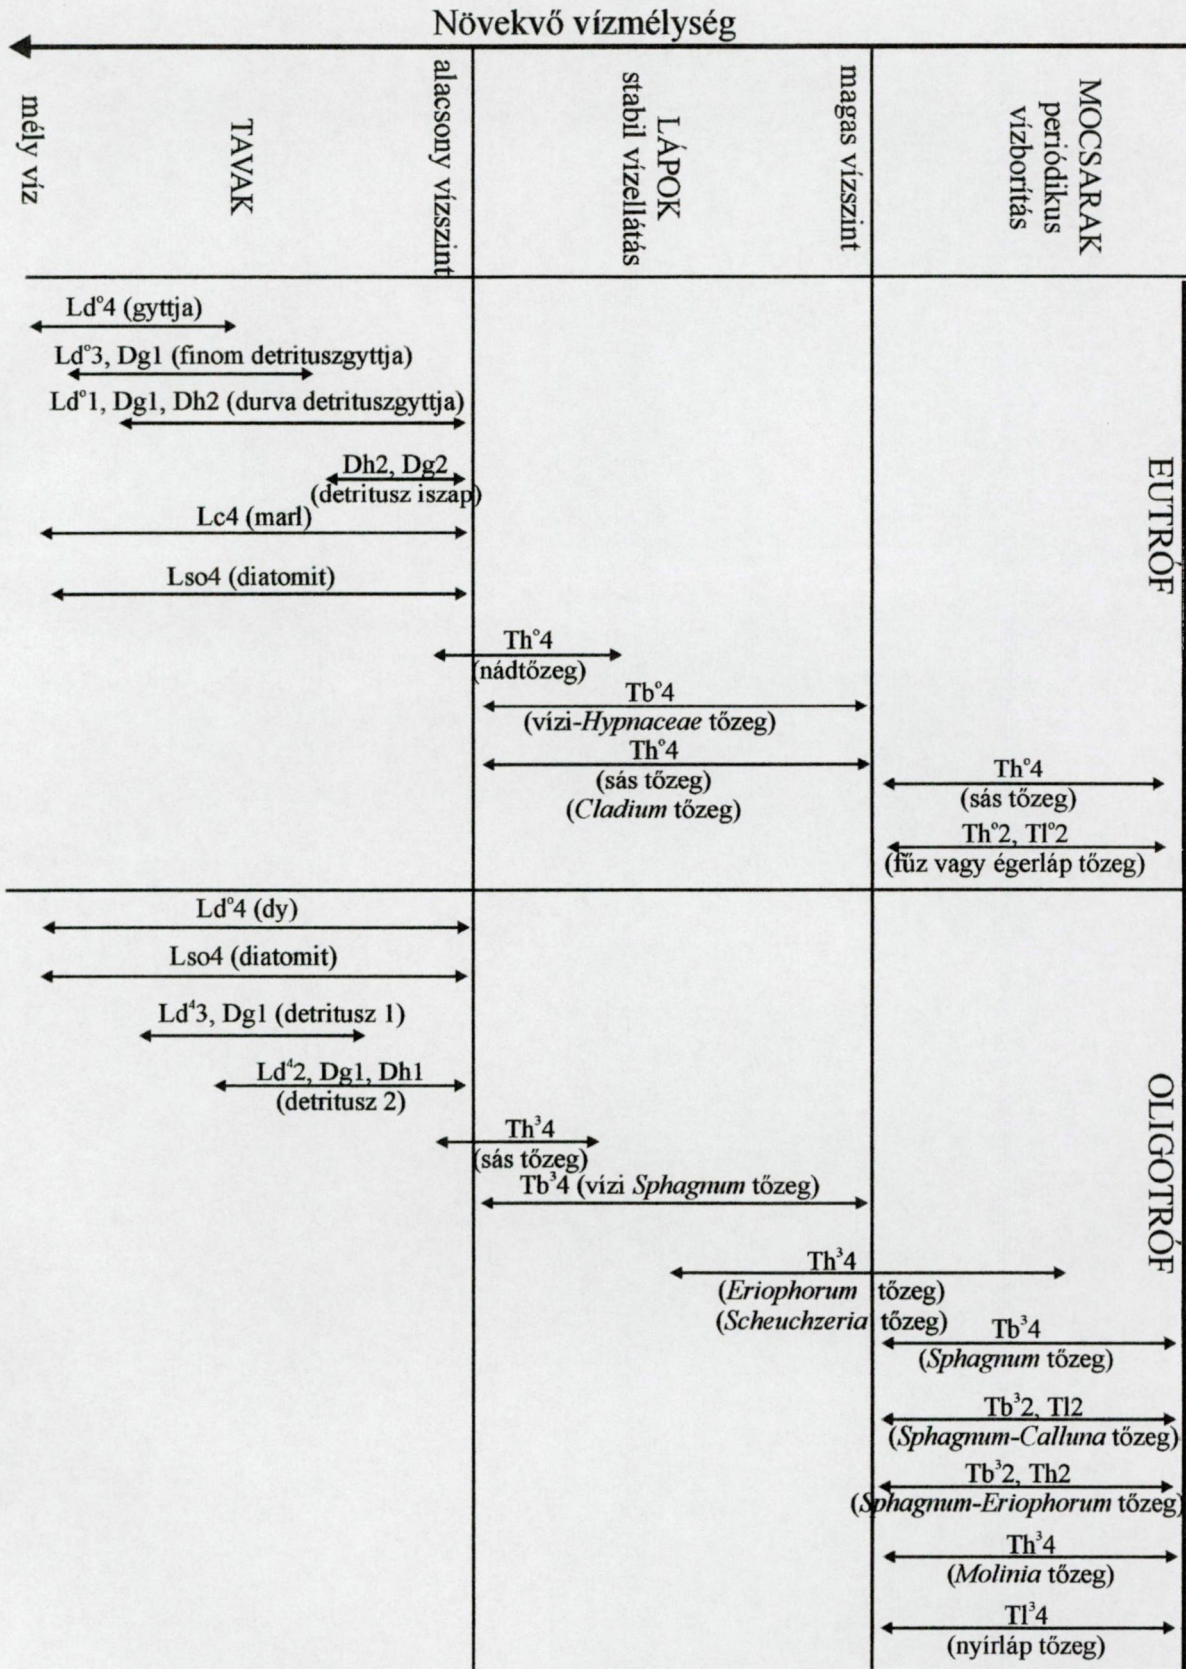 Növekvő vízmélység
mély víz
TAVAK
alacsony vízszint
LÁPOK
stabil vízellátás
magas vízszint
MOCSARAK
periódikus
vízborítás
EUTRÓF
Ld°4 (gyttja)
Ld°3, Dg1 (finom detrituszgyttja)
Ld°1, Dg1, Dh2 (durva detrituszgyttja)
Dh2, Dg2
(detritusz iszap)
Lc4 (marl)
Lso4 (diatomit)
Th°4
(nádtőzeg)
Tb°4
(vízi-Hypnaceae tőzeg)
Th°4
(sás tőzeg)
(Cladium tőzeg)
Th°4
(sás tőzeg)
Th°2, Tl°2
(fűz vagy égerláp tőzeg)
OLIGOTRÓF
Ld°4 (dy)
Lso4 (diatomit)
Ld⁴3, Dg1 (detritusz 1)
Ld⁴2, Dg1, Dh1
(detritusz 2)
Th³4
(sás tőzeg)
Tb³4 (vízi Sphagnum tőzeg)
Th³4
(Eriophorum tőzeg)
(Scheuchzeria tőzeg)
Tb³4
(Sphagnum tőzeg)
Tb³2, Tl2
(Sphagnum-Calluna tőzeg)
Tb³2, Th2
(Sphagnum-Eriophorum tőzeg)
Th³4
(Molinia tőzeg)
Tl³4
(nyírláp tőzeg)